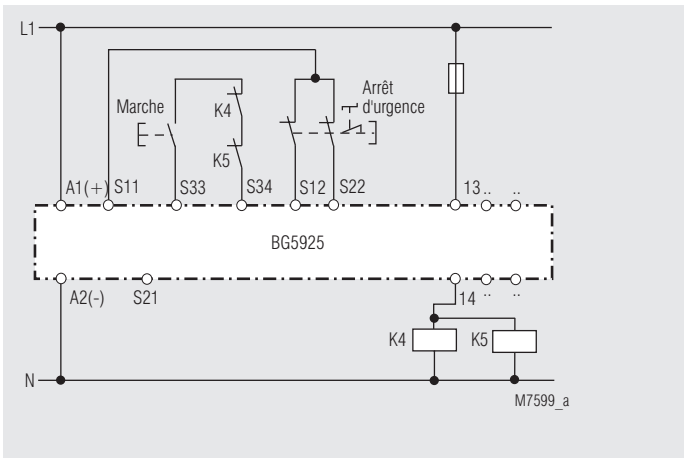 L1
Arrêt
d'urgence
Marche
K4
K5
A1(+) S11 S33 S34 S12 S22 13 .. ..
BG5925
A2(-) S21 14 .. ..
K4 K5
N
M7599_a